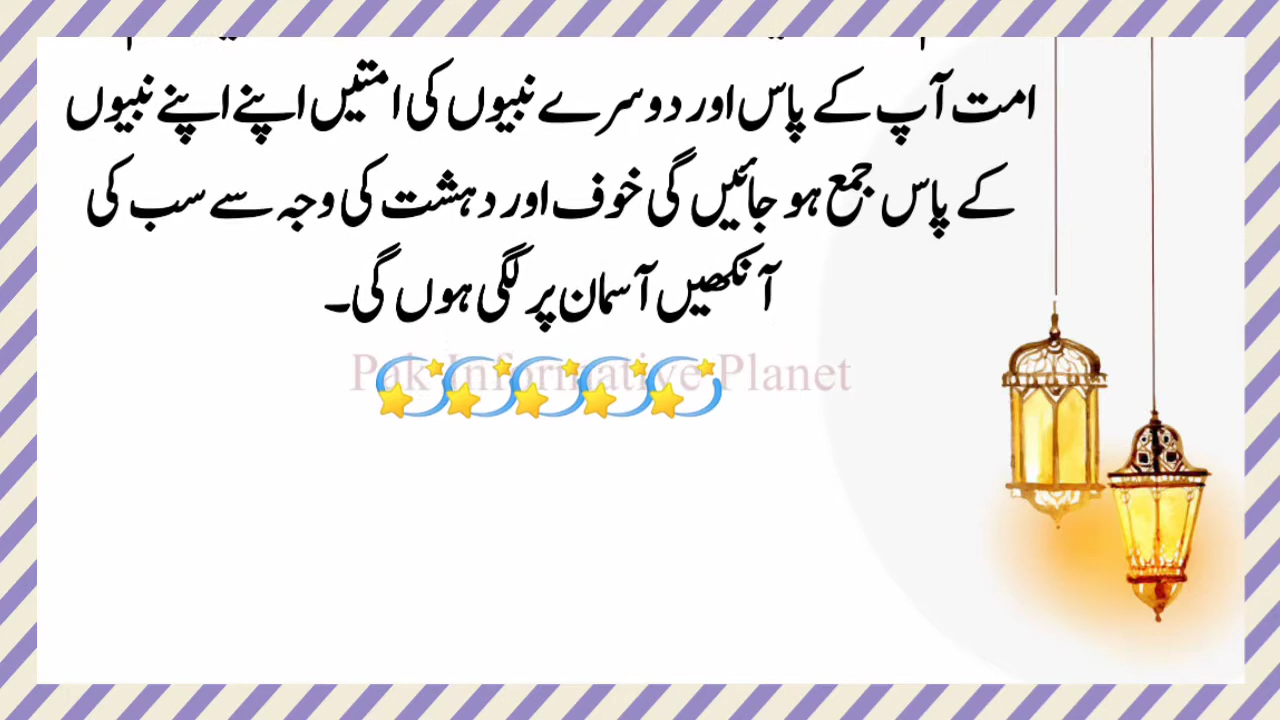 امت آپ کے پاس اور دوسرے نبیوں کی امتیں اپنے اپنے نبیوں
کے پاس جمع ہو جائیں گی خوف اور دہشت کی وجہ سے سب کی
آنکھیں آسمان پر لگی ہوں گی۔
Pak Informative Planet